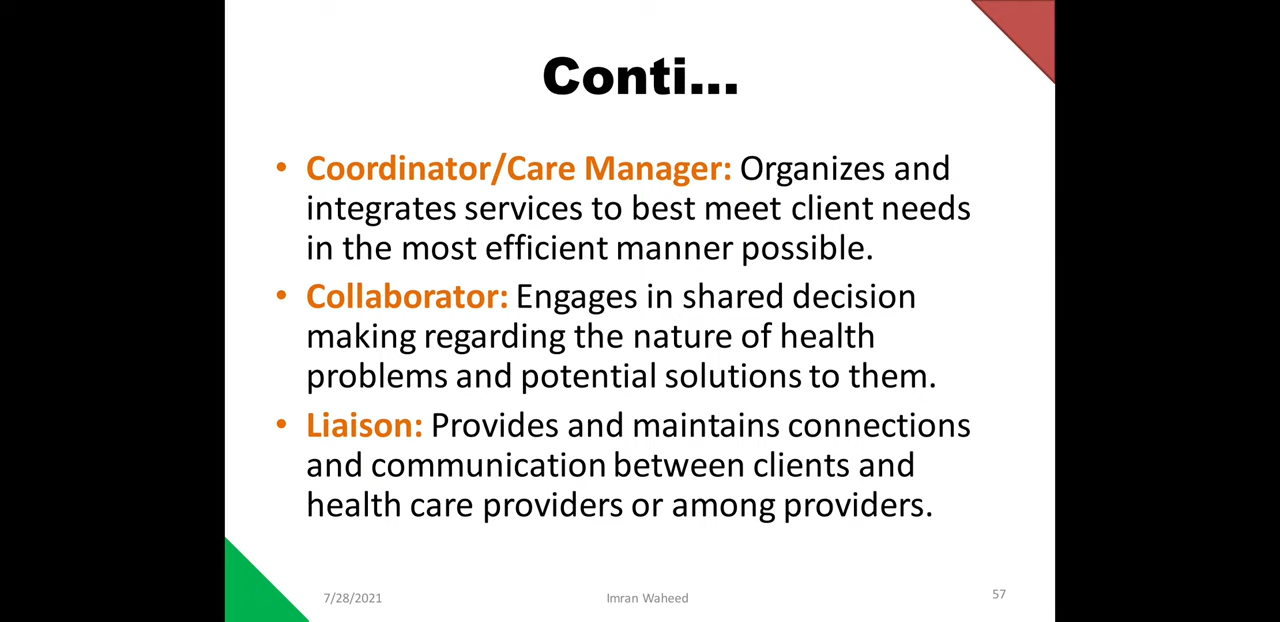 Conti...
• Coordinator/Care Manager: Organizes and
integrates services to best meet client needs
in the most efficient manner possible.
• Collaborator: Engages in shared decision
making regarding the nature of health
problems and potential solutions to them.
• Liaison: Provides and maintains connections
and communication between clients and
health care providers or among providers.
7/28/2021
Imran Waheed
57